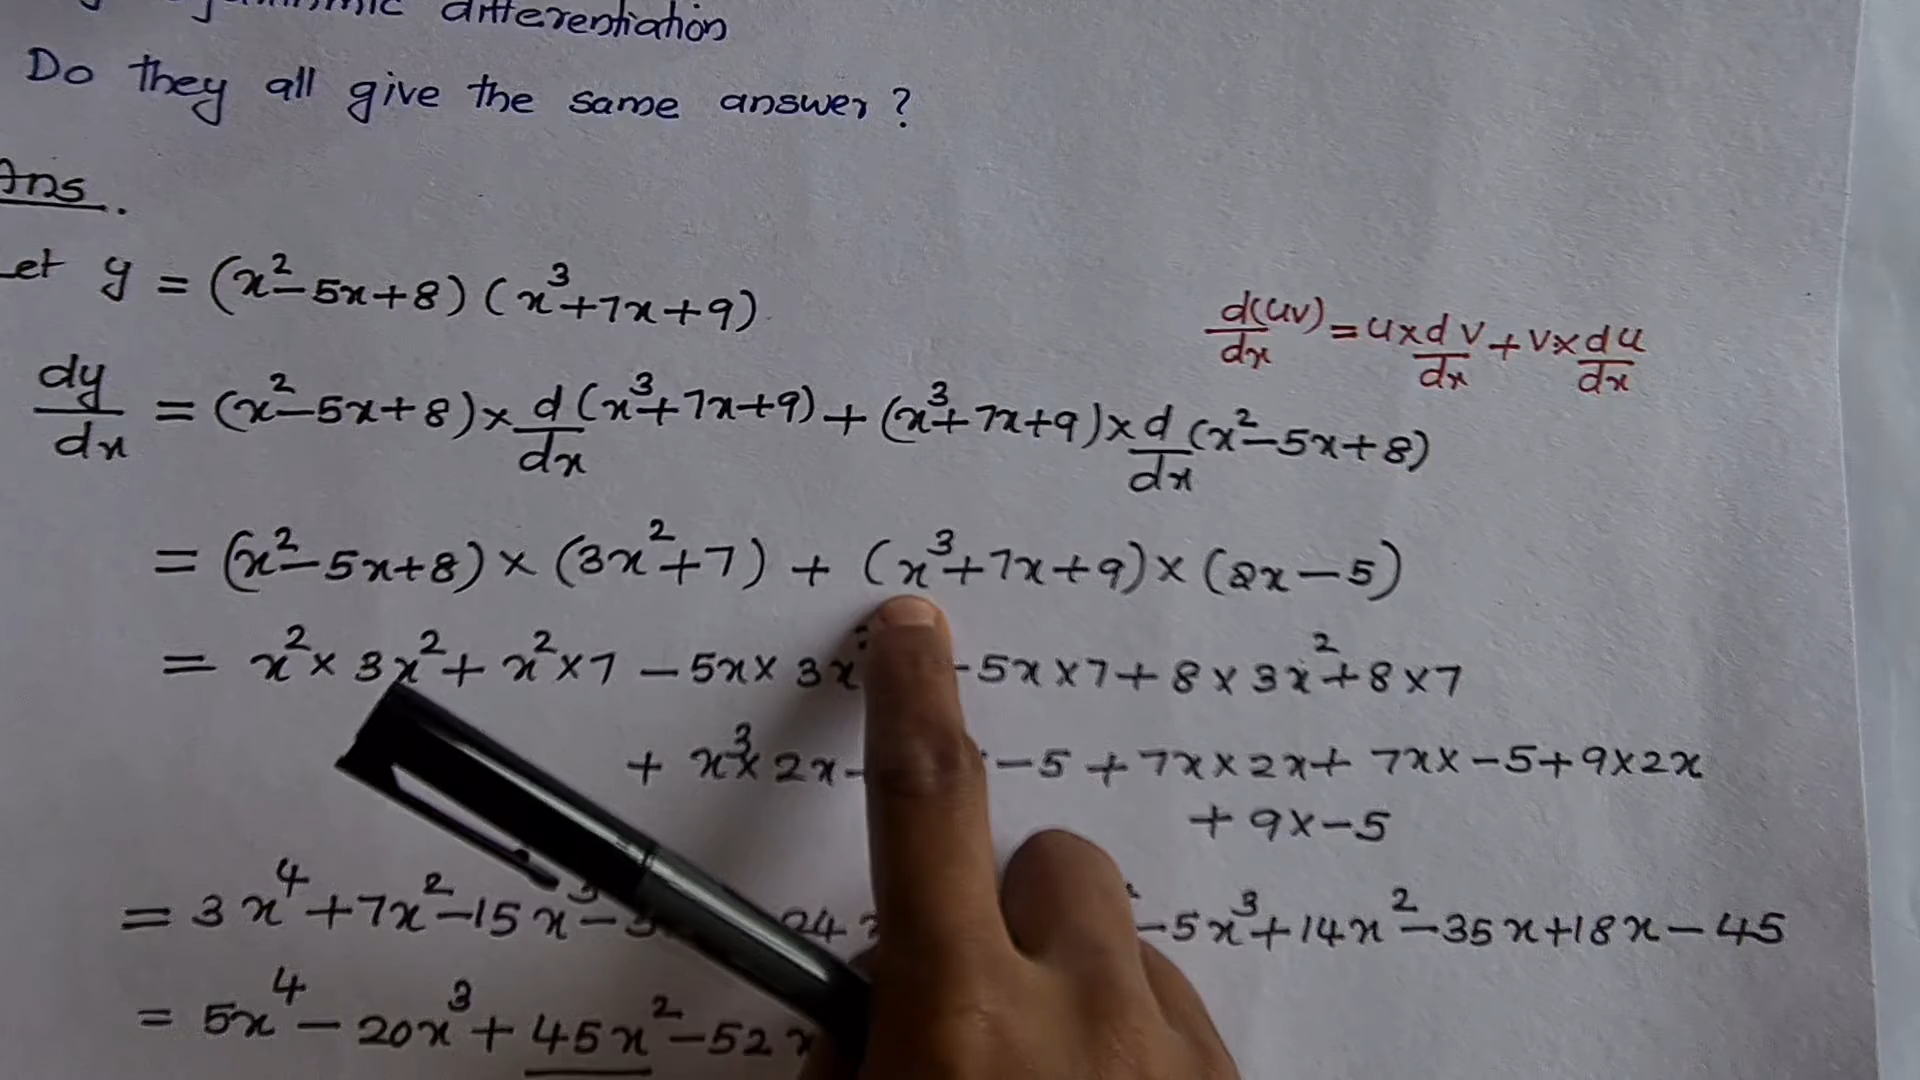 differentiation
Do they all give the same answer?
Ans.
Let y = (x²-5x+8)(x³+7x+9)
d(uv)/dx = u×dv/dx + v×du/dx
dy/dx = (x²-5x+8)× d/dx (x³+7x+9) + (x³+7x+9)× d/dx (x²-5x+8)
= (x²-5x+8)×(3x²+7) + (x³+7x+9)×(2x-5)
= x²×3x²+x²×7-5x×3x -5x×7+8×3x²+8×7
+ x³×2x -5+7x×2x+7x×-5+9×2x
+9×-5
= 3x⁴+7x²-15x³- 24 -5x³+14x²-35x+18x-45
= 5x⁴-20x³+45x²-52x